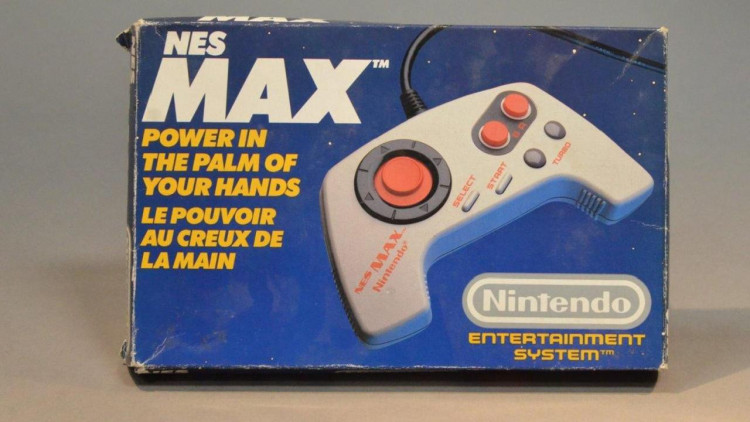 MAX
NES
MAX™
POWER IN
THE PALM OF
YOUR HANDS
LE POUVOIR
AU CREUX DE
LA MAIN
SELECT
START
B A
TURBO
NES MAX™
Nintendo®
Nintendo®
ENTERTAINMENT
SYSTEM™